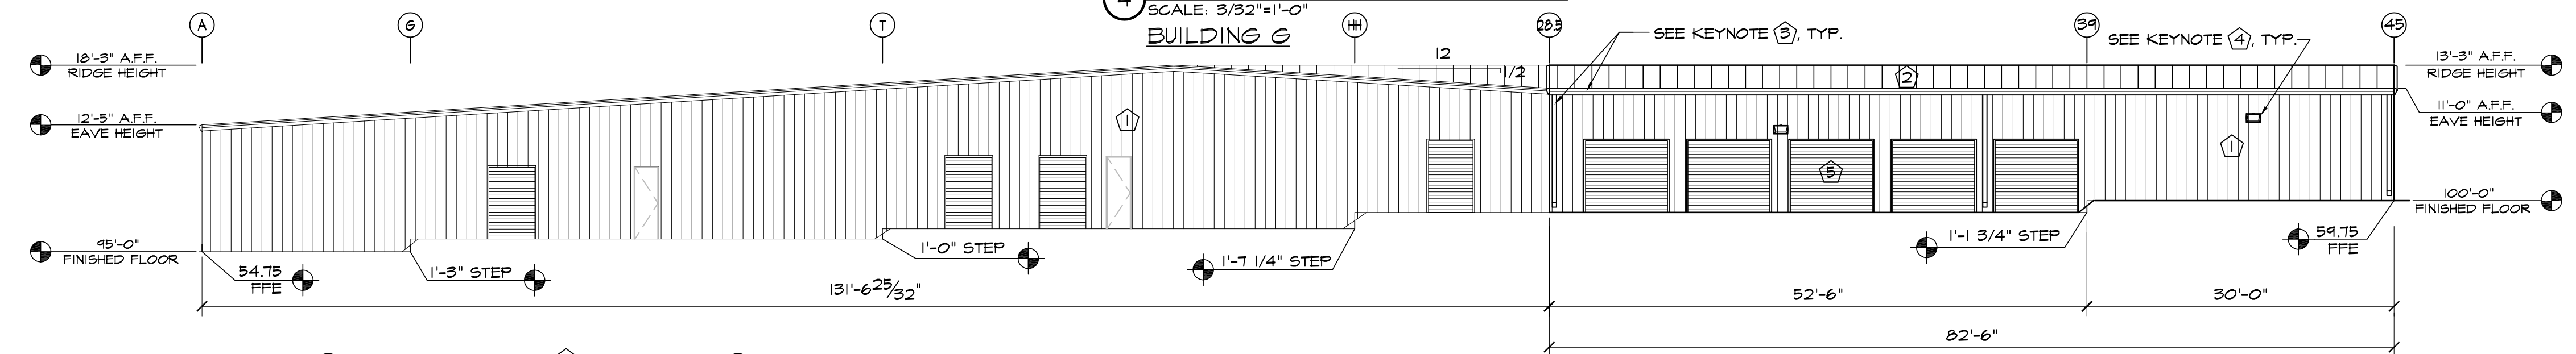 4
SCALE: 3/32"=1'-0"
BUILDING G
A
G
T
HH
28.5
39
45
18'-3" A.F.F.
RIDGE HEIGHT
12'-5" A.F.F.
EAVE HEIGHT
95'-0"
FINISHED FLOOR
12
1/2
SEE KEYNOTE 3, TYP.
SEE KEYNOTE 4, TYP.
1
2
5
1
13'-3" A.F.F.
RIDGE HEIGHT
11'-0" A.F.F.
EAVE HEIGHT
100'-0"
FINISHED FLOOR
54.75
FFE
1'-3" STEP
1'-0" STEP
1'-7 1/4" STEP
1'-1 3/4" STEP
59.75
FFE
131'-6 25/32"
52'-6"
30'-0"
82'-6"